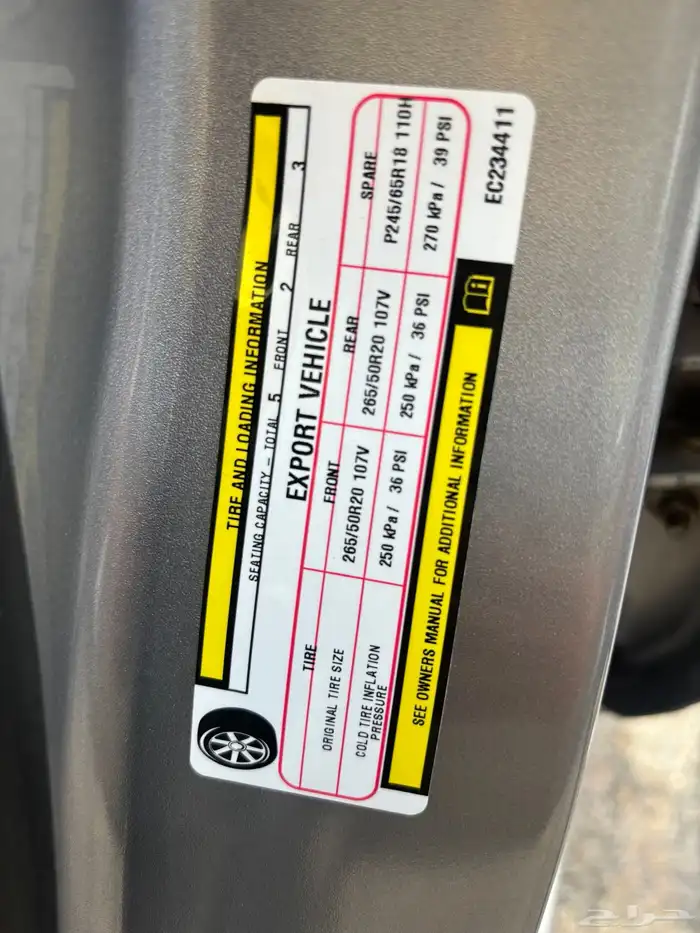 TIRE AND LOADING INFORMATION
SEATING CAPACITY – TOTAL 5 FRONT 2 REAR 3
EXPORT VEHICLE
TIRE FRONT REAR SPARE
ORIGINAL TIRE SIZE 265/50R20 107V 265/50R20 107V P245/65R18 110H
COLD TIRE INFLATION PRESSURE 250 kPa / 36 PSI 250 kPa / 36 PSI 270 kPa / 39 PSI
SEE OWNERS MANUAL FOR ADDITIONAL INFORMATION
EC234411
حراج